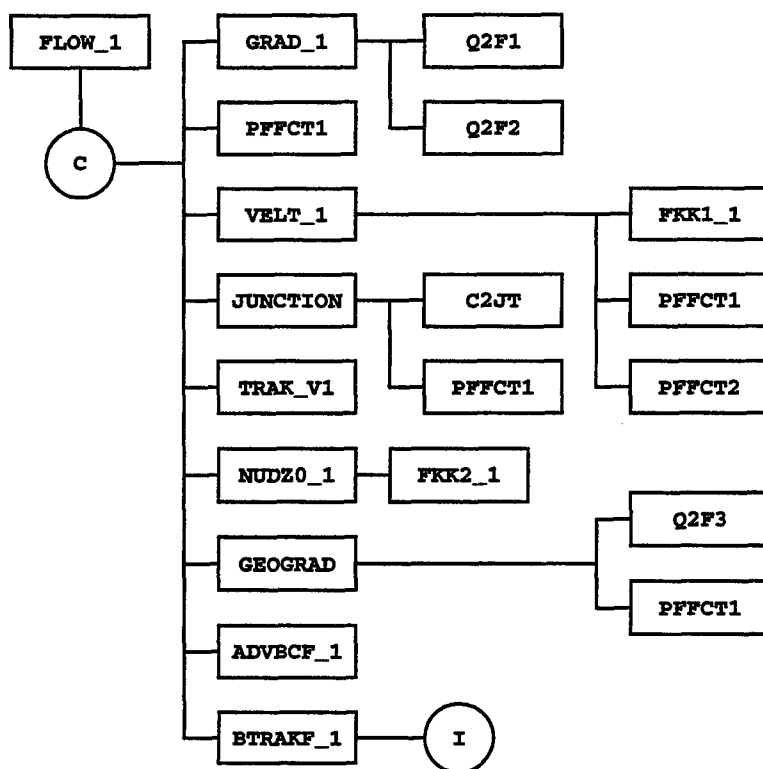 FLOW_1
GRAD_1
Q2F1
PFFCT1
Q2F2
C
VELT_1
FKK1_1
JUNCTION
C2JT
PFFCT1
TRAK_V1
PFFCT1
PFFCT2
NUDZ0_1
FKK2_1
Q2F3
GEOGRAD
PFFCT1
ADVBCF_1
BTRAKF_1
I